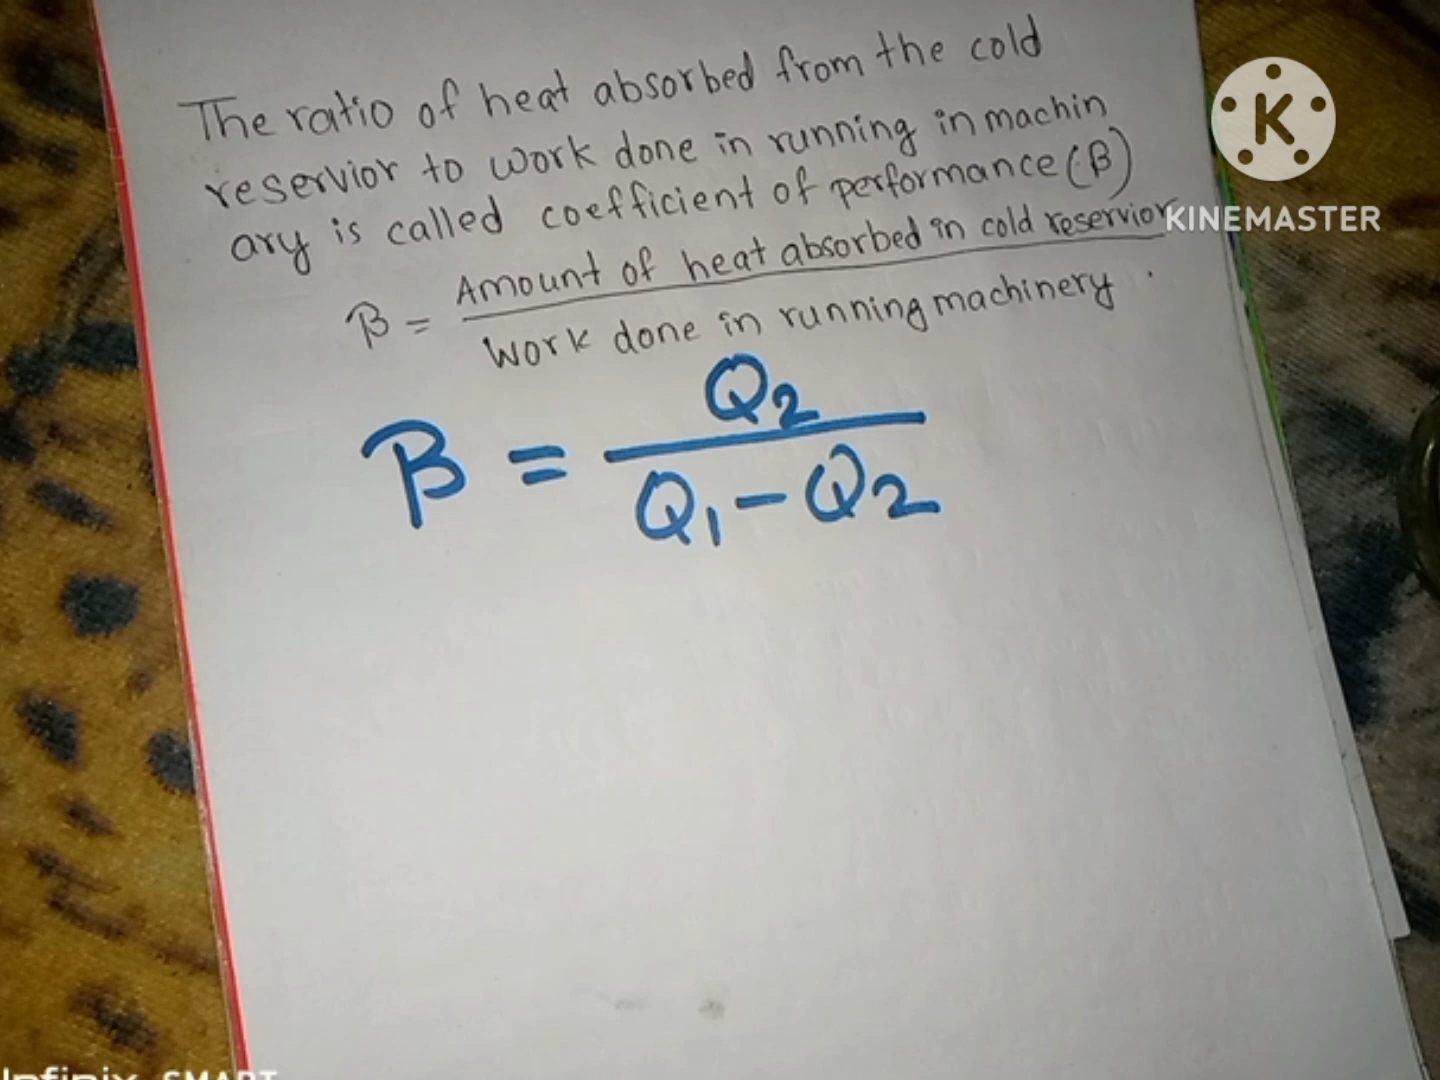 The ratio of heat absorbed from the cold
reservior to work done in running in machin
ary is called coefficient of performance (β)
β = Amount of heat absorbed in cold reservior
work done in running machinery .
β = Q2
Q1 - Q2
K
KINEMASTER
Infinix SMART